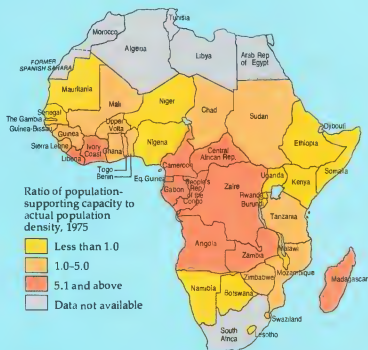 Tunisia
Morocco
Algeria
Libya
Arab Rep
of Egypt
FORMER
SPANISH SAHARA
Mauritania
Mali
Niger
Chad
Sudan
Djibouti
Senegal
The Gambia
Guinea-Bissau
Guinea
Sierra Leone
Liberia
Ivory
Coast
Upper
Volta
Ghana
Togo
Benin
Nigeria
Cameroon
Central
African Rep.
Ethiopia
Somalia
Eq. Guinea
Gabon
People's
Rep
of the
Congo
Zaire
Uganda
Kenya
Rwanda
Burundi
Tanzania
Angola
Zambia
Malawi
Mozambique
Zimbabwe
Namibia
Botswana
Madagascar
Swaziland
Lesotho
South
Africa
Ratio of population-
supporting capacity to
actual population
density, 1975
Less than 1.0
1.0–5.0
5.1 and above
Data not available